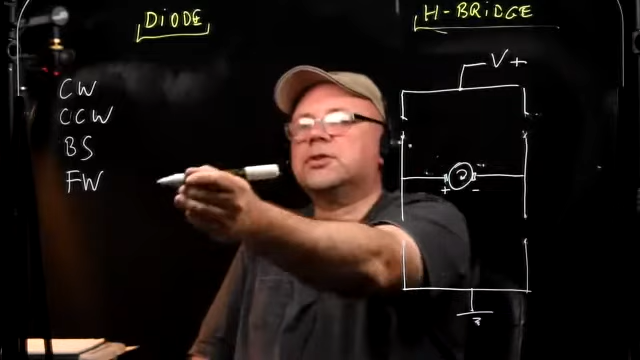 DIODE
H-BRIDGE
CW
CCW
BS
FW
V+
+ -